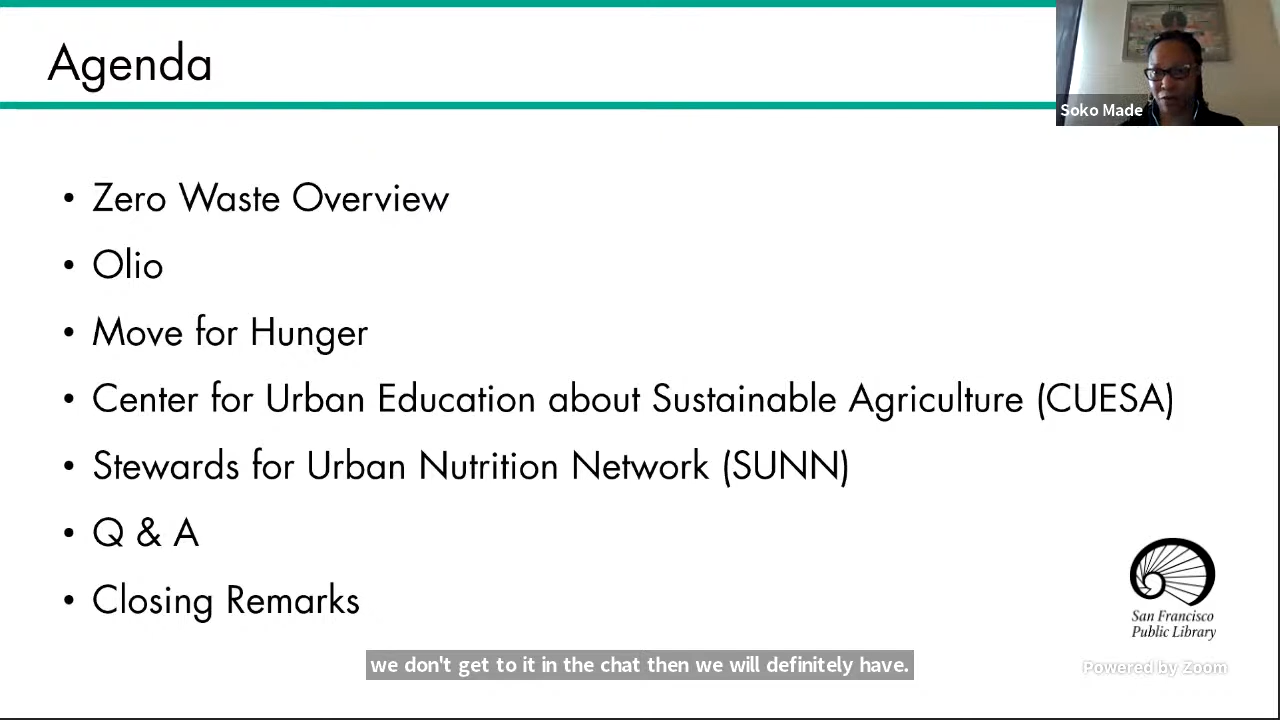 Agenda
Soko Made
• Zero Waste Overview
• Olio
• Move for Hunger
• Center for Urban Education about Sustainable Agriculture (CUESA)
• Stewards for Urban Nutrition Network (SUNN)
• Q & A
• Closing Remarks
San Francisco
Public Library
we don't get to it in the chat then we will definitely have.
Powered by Zoom